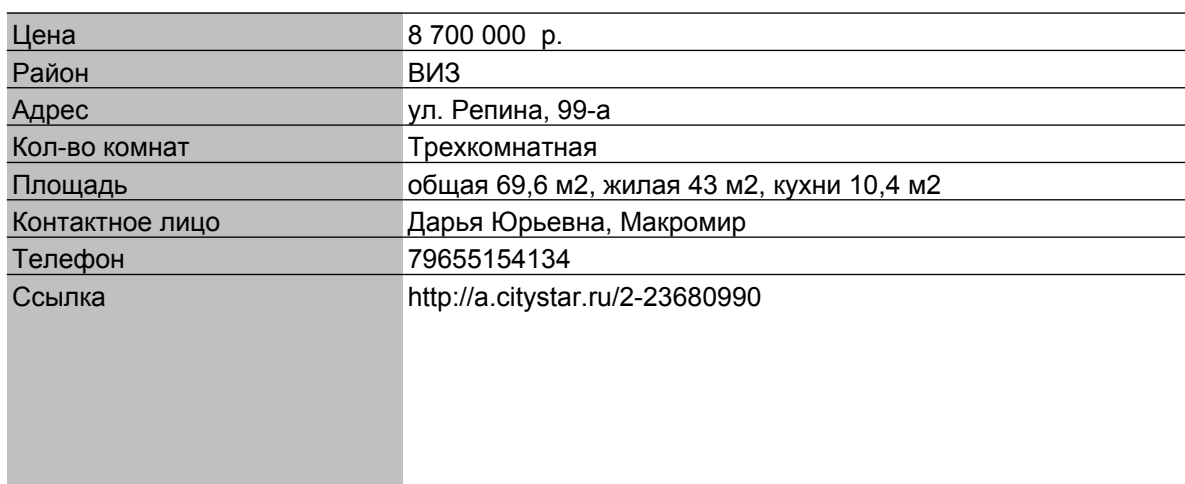 Цена 8 700 000 р.
Район ВИЗ
Адрес ул. Репина, 99-а
Кол-во комнат Трехкомнатная
Площадь общая 69,6 м2, жилая 43 м2, кухни 10,4 м2
Контактное лицо Дарья Юрьевна, Макромир
Телефон 79655154134
Ссылка http://a.citystar.ru/2-23680990